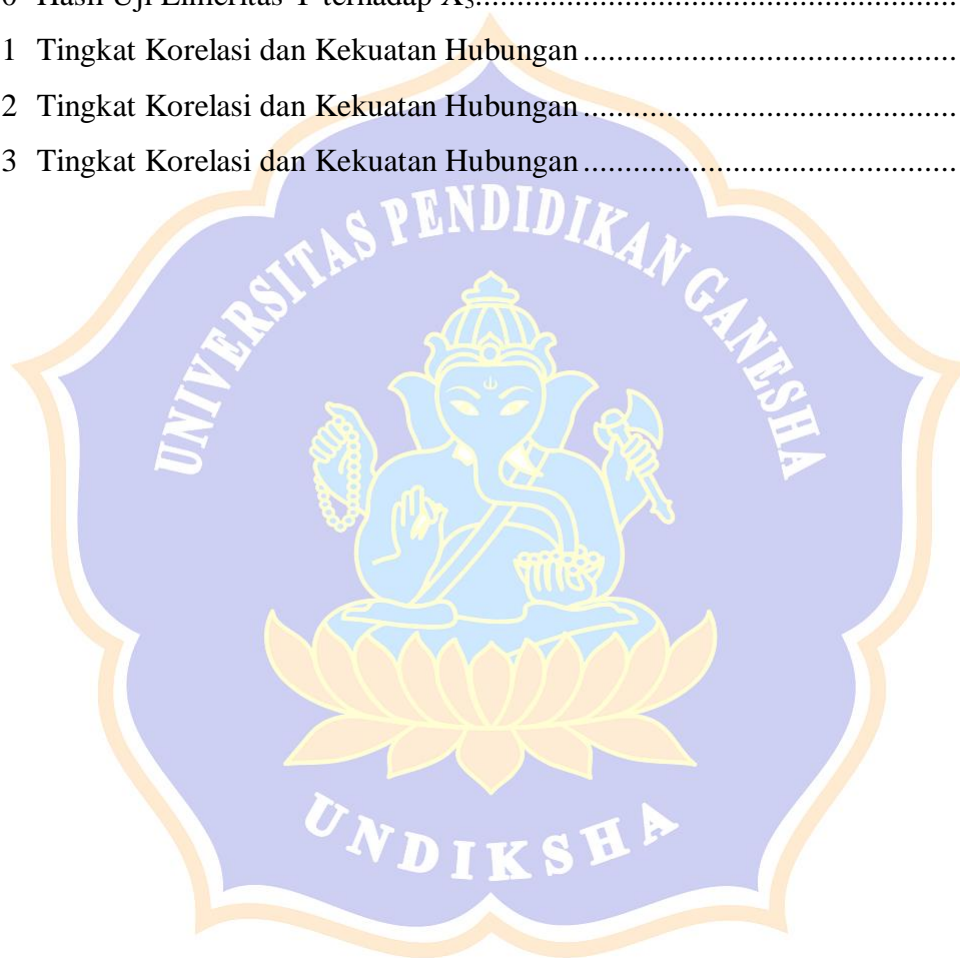 Hasil Uji Linieritas Y terhadap X₃................................................
1 Tingkat Korelasi dan Kekuatan Hubungan ......................................
2 Tingkat Korelasi dan Kekuatan Hubungan ......................................
3 Tingkat Korelasi dan Kekuatan Hubungan ......................................
UNIVERSITAS PENDIDIKAN GANESHA
UNDIKSHA